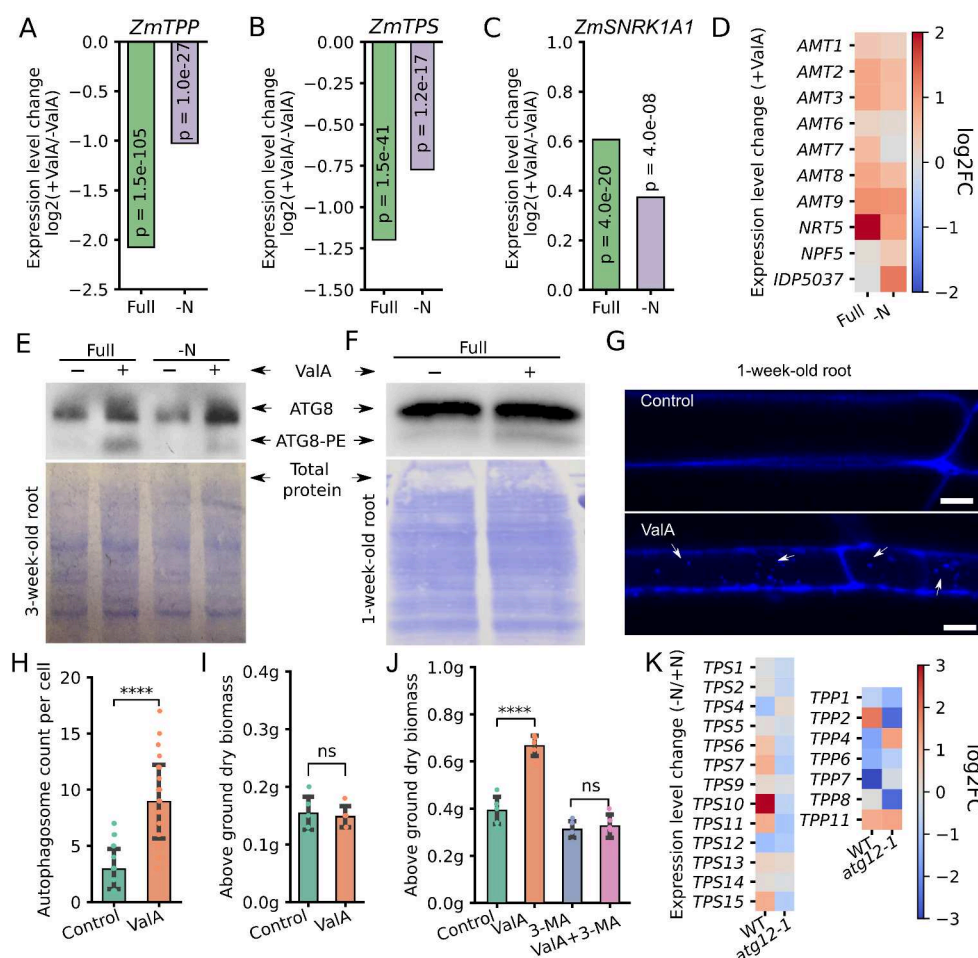 A
ZmTPP
Expression level change
log2(+ValA/-ValA)
0.0
−0.5
−1.0
−1.5
−2.0
−2.5
p = 1.5e-105
p = 1.0e-27
Full
-N
B
ZmTPS
Expression level change
log2(+ValA/-ValA)
0.00
−0.25
−0.50
−0.75
−1.00
−1.25
−1.50
p = 1.5e-41
p = 1.2e-17
Full
-N
C
ZmSNRK1A1
Expression level change
log2(+ValA/-ValA)
1.0
0.8
0.6
0.4
0.2
0.0
p = 4.0e-20
p = 4.0e-08
Full
-N
D
Expression level change (+ValA)
AMT1
AMT2
AMT3
AMT6
AMT7
AMT8
AMT9
NRT5
NPF5
IDP5037
Full
-N
2
1
0
−1
−2
log2FC
E
Full
-N
− + − +
ValA
ATG8
ATG8-PE
Total
protein
3-week-old root
F
Full
− +
1-week-old root
G
1-week-old root
Control
ValA
H
Autophagosome count per cell
20
15
10
5
0
****
Control
ValA
I
Above ground dry biomass
0.4g
0.3g
0.2g
0.1g
0.0g
ns
Control
ValA
J
Above ground dry biomass
1.0g
0.8g
0.6g
0.4g
0.2g
0.0g
****
ns
Control
ValA
3-MA
ValA+3-MA
K
Expression level change (-N/+N)
TPS1
TPS2
TPS4
TPS5
TPS6
TPS7
TPS9
TPS10
TPS11
TPS12
TPS13
TPS14
TPS15
WT
atg12-1
TPP1
TPP2
TPP4
TPP6
TPP7
TPP8
TPP11
WT
atg12-1
3
2
1
0
−1
−2
−3
log2FC